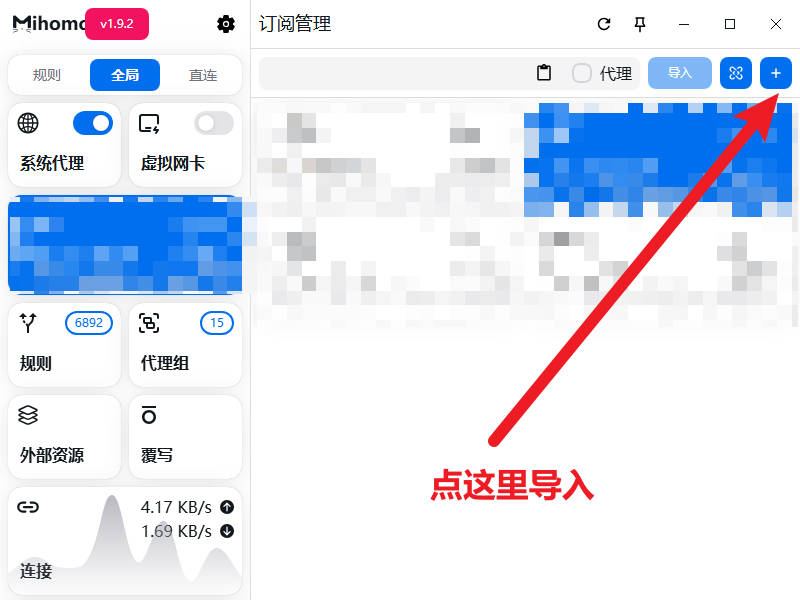 Mihomo
v1.9.2
订阅管理
规则
全局
直连
代理
导入
系统代理
虚拟网卡
6892
15
规则
代理组
外部资源
覆写
4.17 KB/s
1.69 KB/s
连接
点这里导入